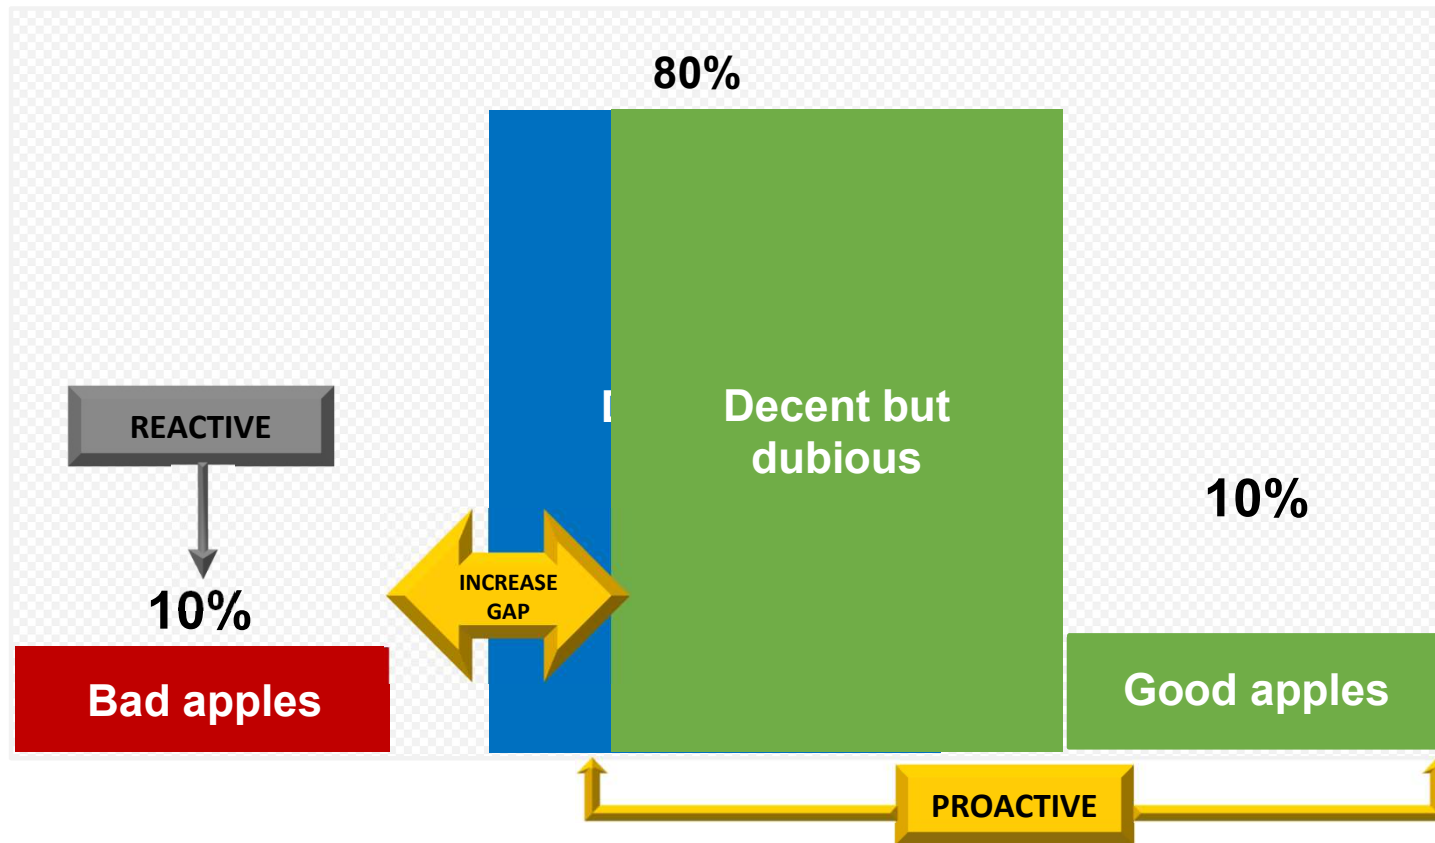 80%
REACTIVE
Decent but
dubious
10%
INCREASE
GAP
10%
Bad apples
Good apples
PROACTIVE